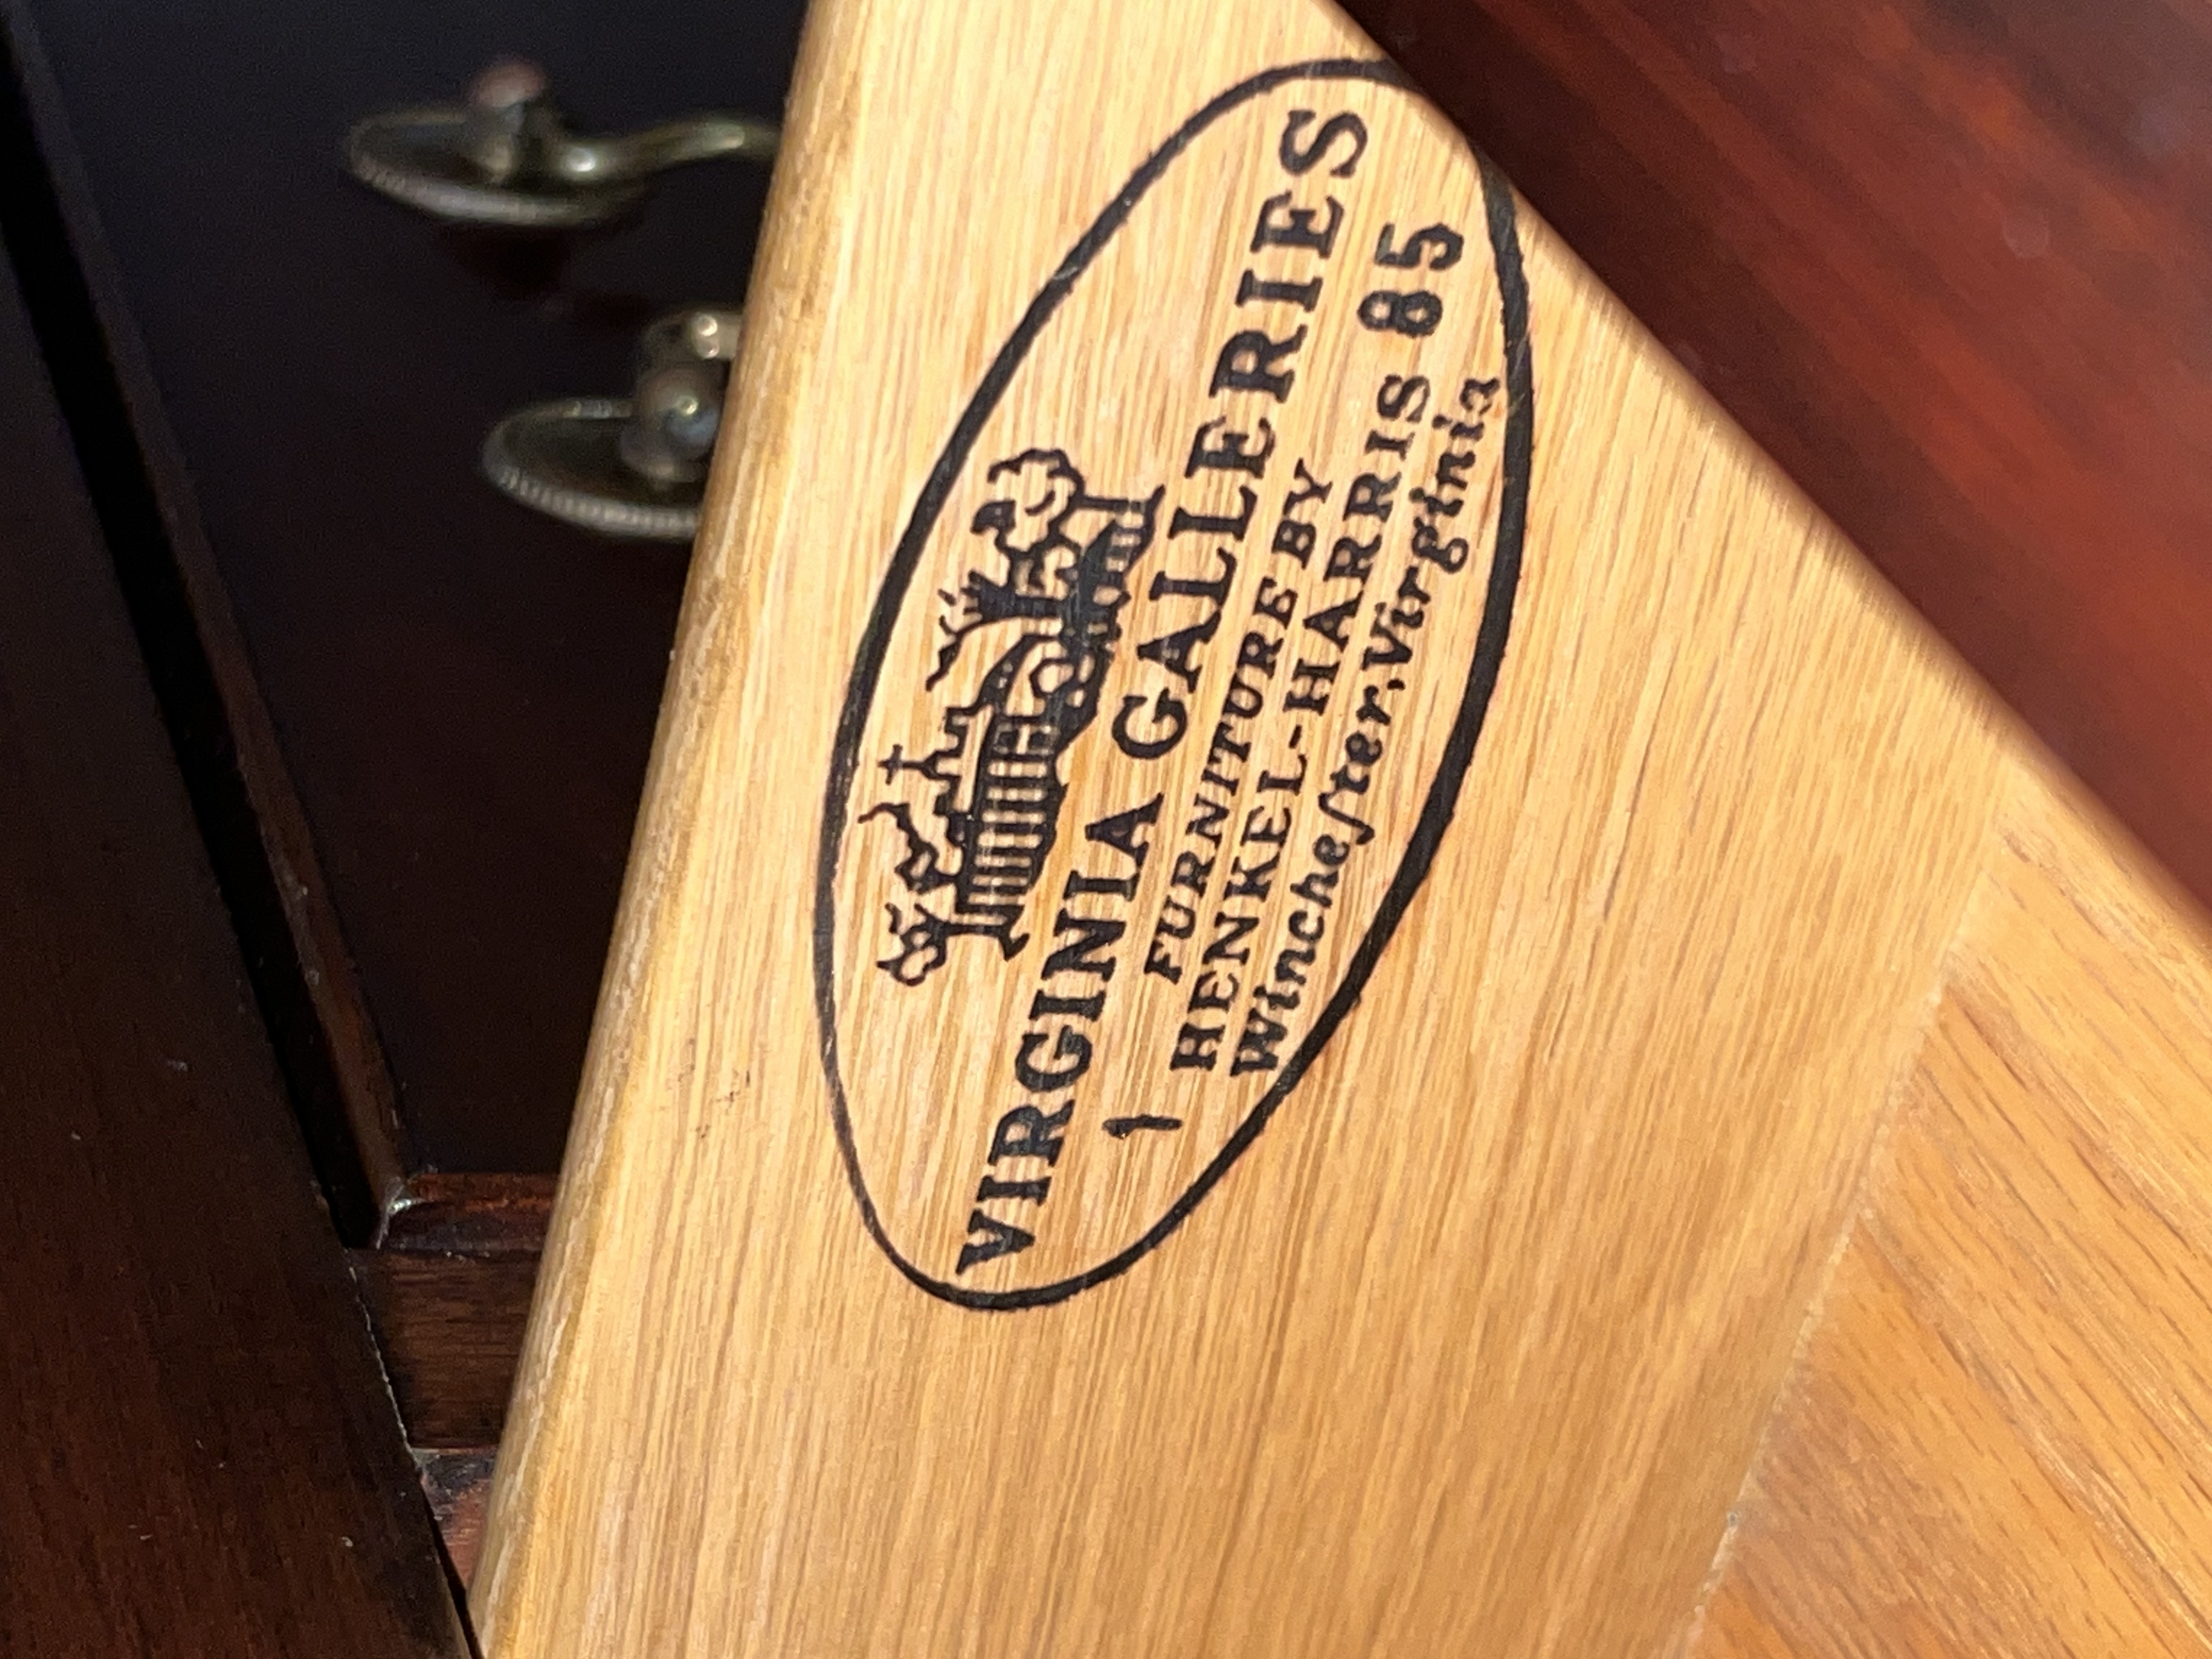 VIRGINIA GALLERIES
FURNITURE BY
1 HENKEL-HARRIS 85
Wincheſter, Virginia